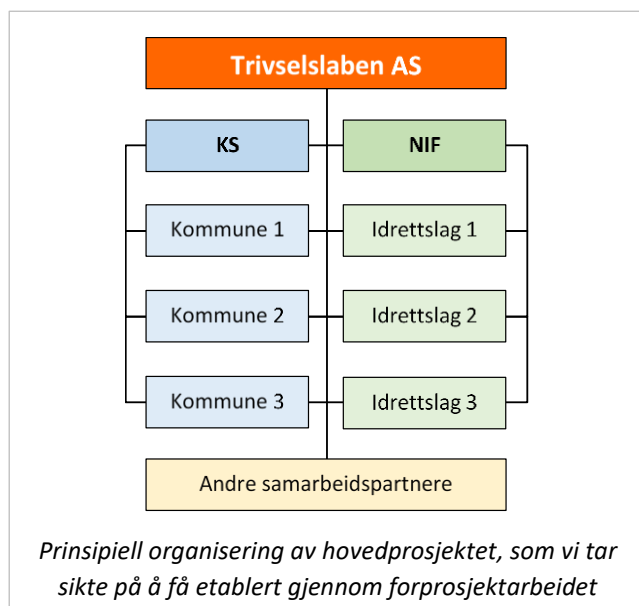 Trivselslaben AS
KS
NIF
Kommune 1
Idrettslag 1
Kommune 2
Idrettslag 2
Kommune 3
Idrettslag 3
Andre samarbeidspartnere
Prinsipiell organisering av hovedprosjektet, som vi tar
sikte på å få etablert gjennom forprosjektarbeidet